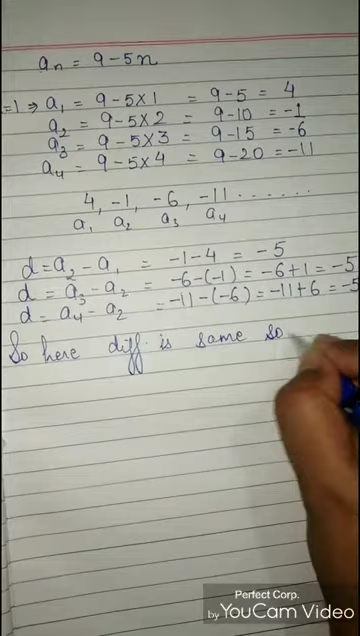 an = 9 - 5n
=1 ⇒ a1 = 9 - 5×1 = 9 - 5 = 4
a2 = 9 - 5×2 = 9 - 10 = -1
a3 = 9 - 5×3 = 9 - 15 = -6
a4 = 9 - 5×4 = 9 - 20 = -11
4, -1, -6, -11 ......
a1 a2 a3 a4
d = a2 - a1 = -1 - 4 = -5
d = a3 - a2 = -6 - (-1) = -6 + 1 = -5
d = a4 - a2 = -11 - (-6) = -11 + 6 = -5
So here diff. is same so
Perfect Corp.
by YouCam Video